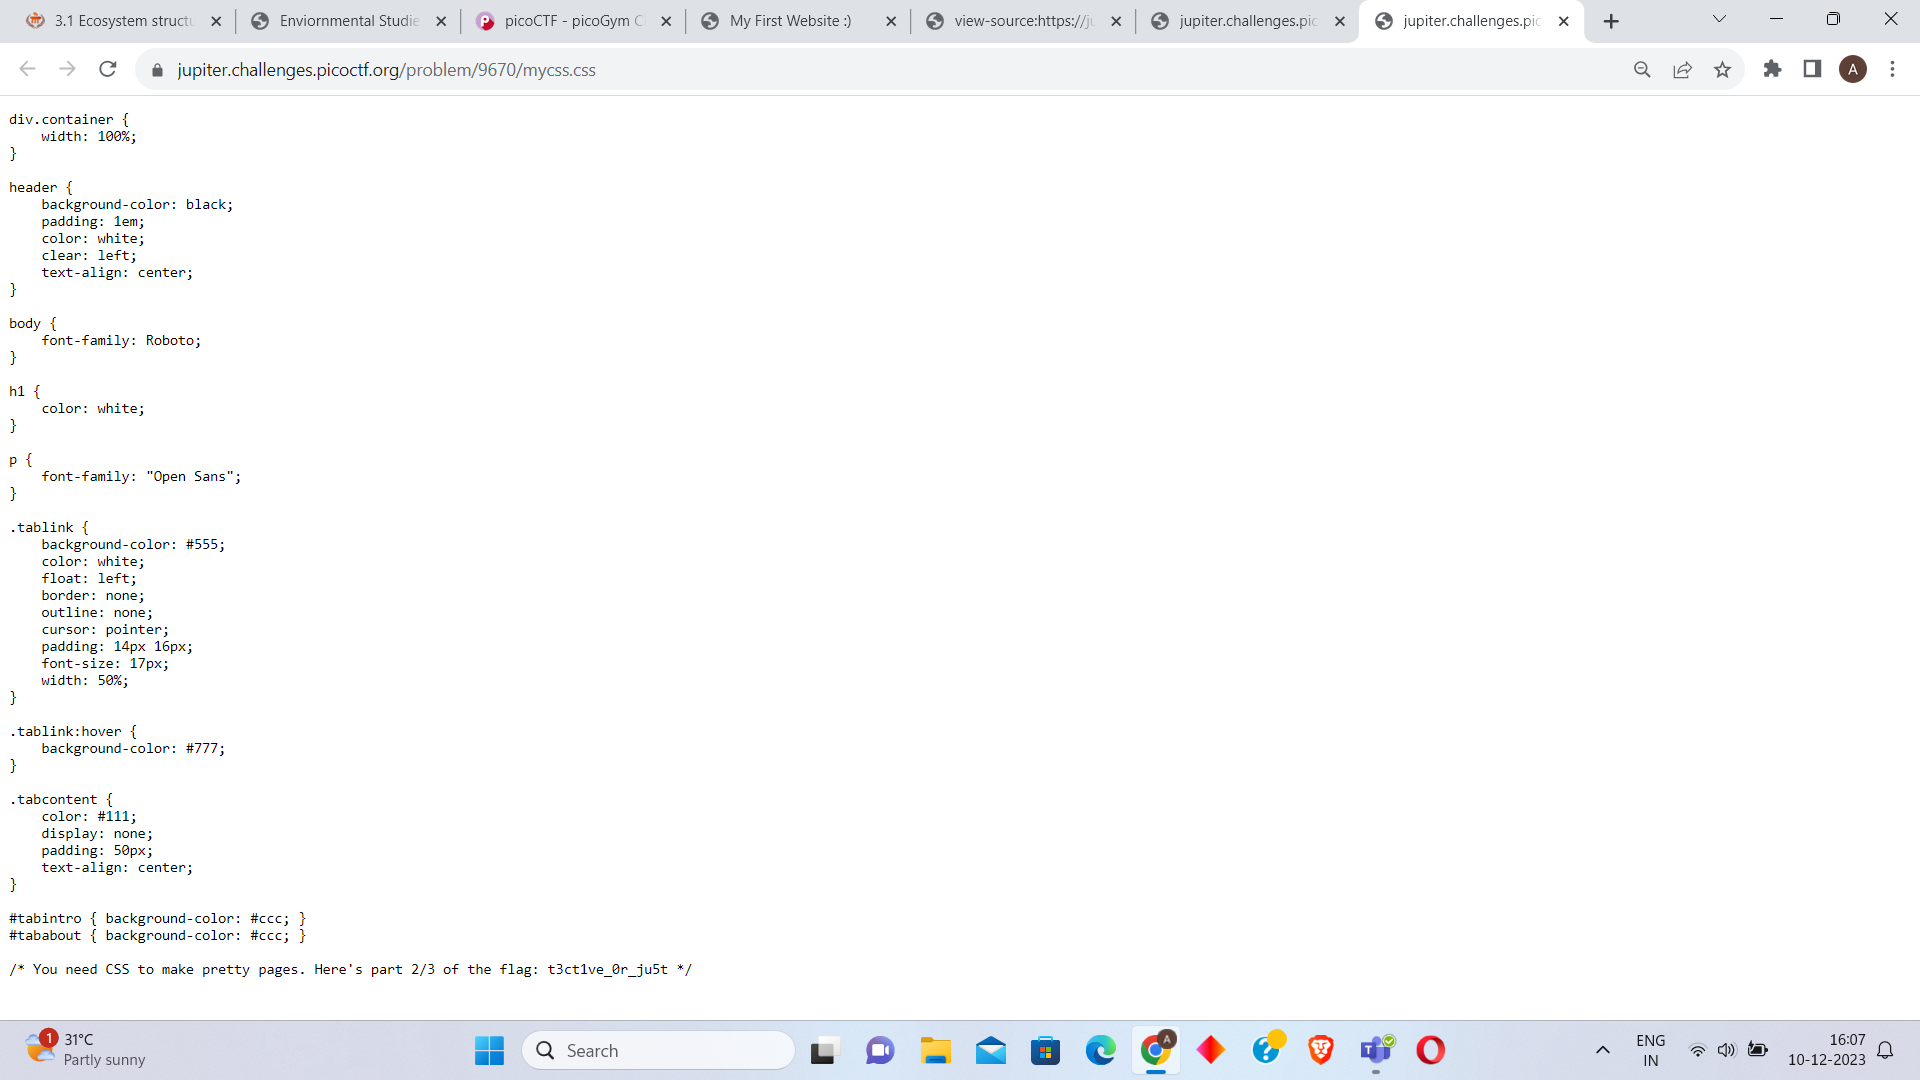 3.1 Ecosystem structu
Enviornmental Studie
picoCTF - picoGym C
My First Website :)
view-source:https://ju
jupiter.challenges.pic
jupiter.challenges.pic
jupiter.challenges.picoctf.org/problem/9670/mycss.css
A
div.container {
    width: 100%;
}
header {
    background-color: black;
    padding: 1em;
    color: white;
    clear: left;
    text-align: center;
}
body {
    font-family: Roboto;
}
h1 {
    color: white;
}
p {
    font-family: "Open Sans";
}
.tablink {
    background-color: #555;
    color: white;
    float: left;
    border: none;
    outline: none;
    cursor: pointer;
    padding: 14px 16px;
    font-size: 17px;
    width: 50%;
}
.tablink:hover {
    background-color: #777;
}
.tabcontent {
    color: #111;
    display: none;
    padding: 50px;
    text-align: center;
}
#tabintro { background-color: #ccc; }
#tababout { background-color: #ccc; }
/* You need CSS to make pretty pages. Here's part 2/3 of the flag: t3ct1ve_0r_ju5t */
1
31°C
Partly sunny
Search
A
ENG
IN
16:07
10-12-2023